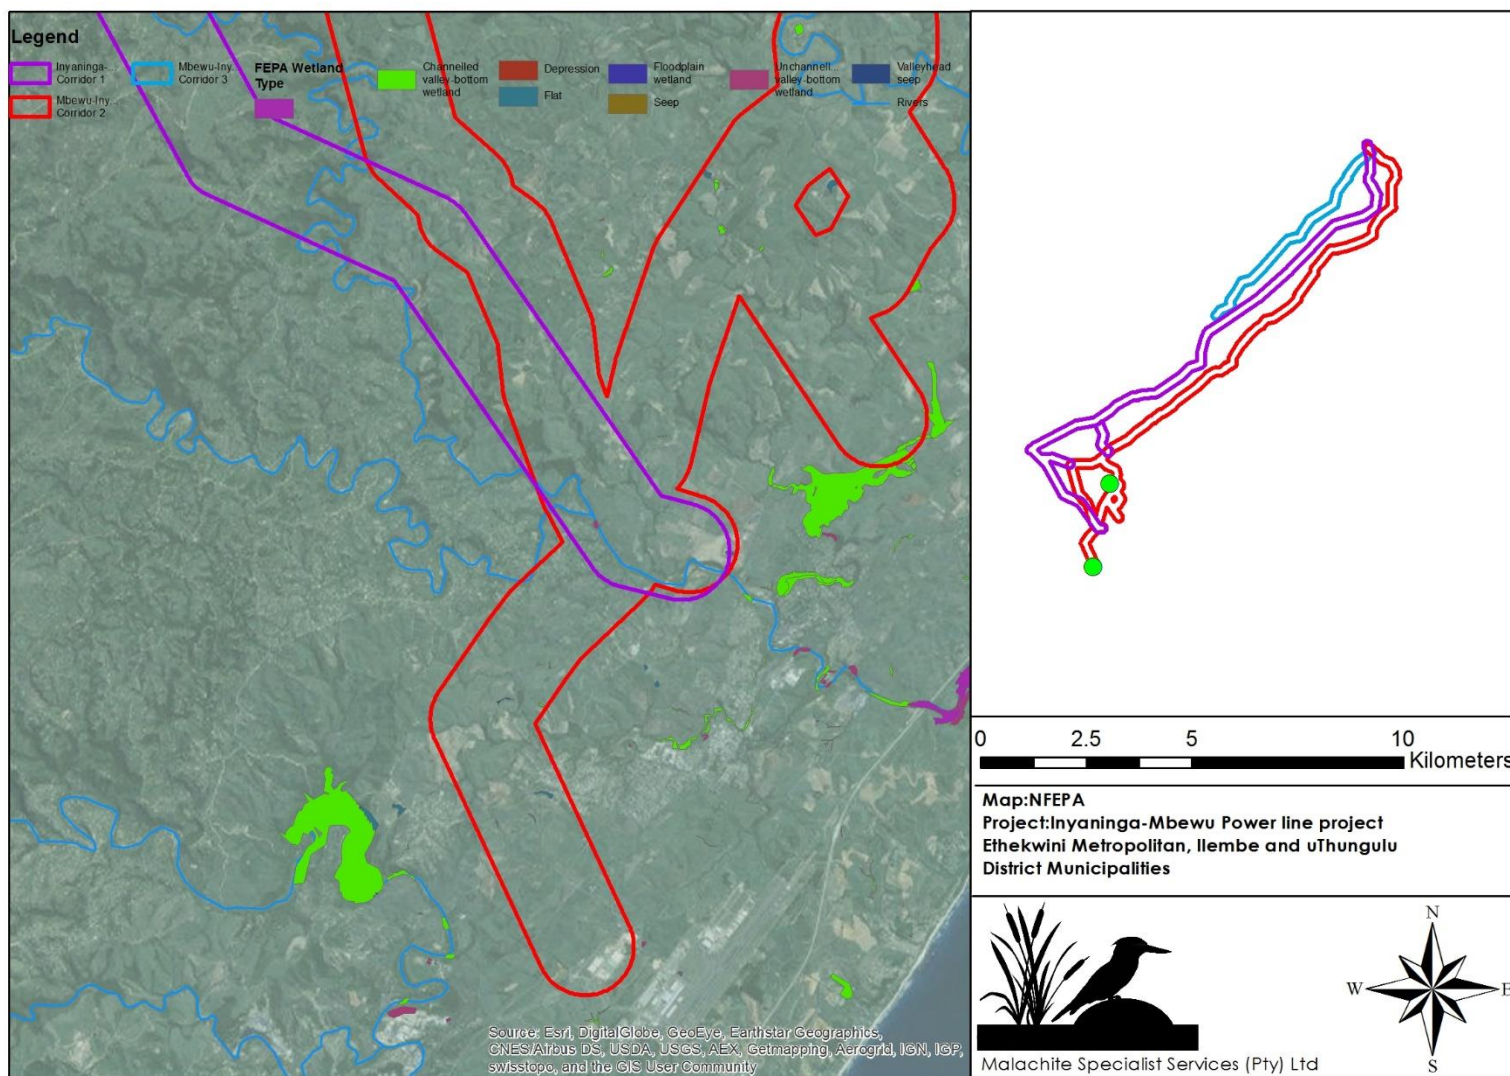 Legend
Inyaninga-...
Corridor 1
Mbewu-Iny...
Corridor 2
Mbewu-Iny...
Corridor 3
FEPA Wetland
Type
Channelled
valley-bottom
wetland
Depression
Flat
Floodplain
wetland
Seep
Unchannell...
valley-bottom
wetland
Valleyhead
seep
Rivers
Source: Esri, DigitalGlobe, GeoEye, Earthstar Geographics,
CNES/Airbus DS, USDA, USGS, AEX, Getmapping, Aerogrid, IGN, IGP,
swisstopo, and the GIS User Community
0 2.5 5 10
Kilometers
Map:NFEPA
Project:Inyaninga-Mbewu Power line project
Ethekwini Metropolitan, Ilembe and uThungulu
District Municipalities
Malachite Specialist Services (Pty) Ltd
N
W E
S